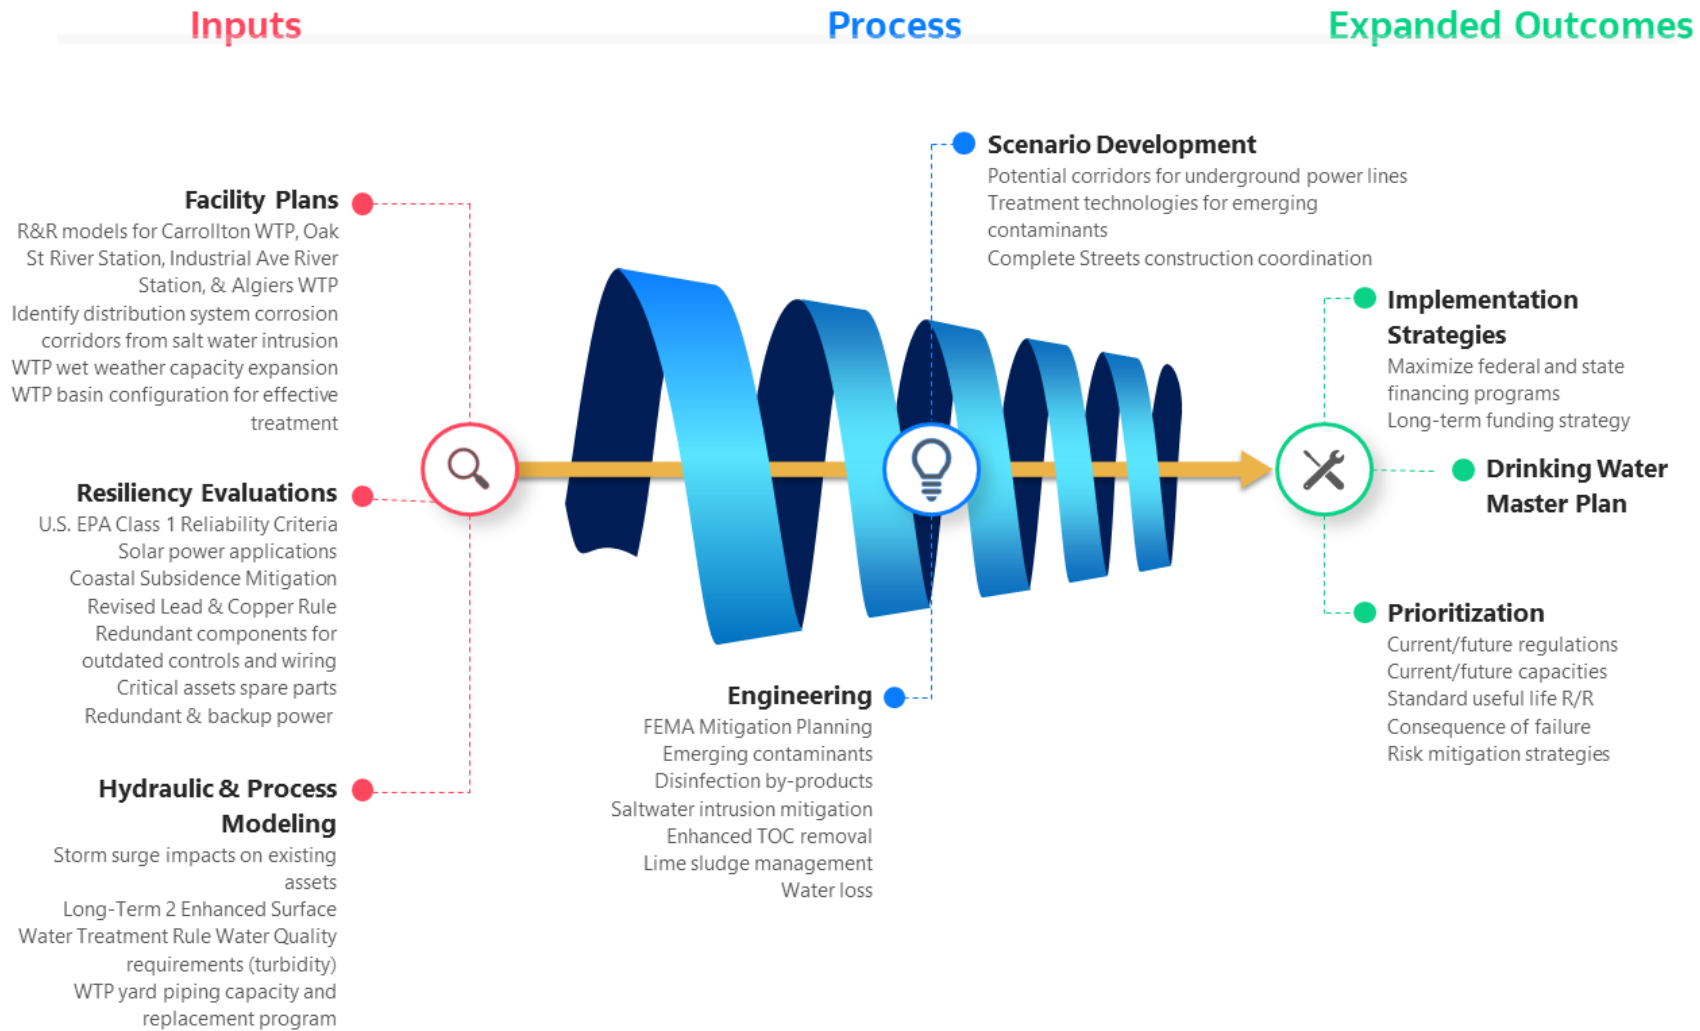 Inputs
Process
Expanded Outcomes
Facility Plans
R&R models for Carrollton WTP, Oak
St River Station, Industrial Ave River
Station, & Algiers WTP
Identify distribution system corrosion
corridors from salt water intrusion
WTP wet weather capacity expansion
WTP basin configuration for effective
treatment
Resiliency Evaluations
U.S. EPA Class 1 Reliability Criteria
Solar power applications
Coastal Subsidence Mitigation
Revised Lead & Copper Rule
Redundant components for
outdated controls and wiring
Critical assets spare parts
Redundant & backup power
Hydraulic & Process
Modeling
Storm surge impacts on existing
assets
Long-Term 2 Enhanced Surface
Water Treatment Rule Water Quality
requirements (turbidity)
WTP yard piping capacity and
replacement program
Scenario Development
Potential corridors for underground power lines
Treatment technologies for emerging
contaminants
Complete Streets construction coordination
Engineering
FEMA Mitigation Planning
Emerging contaminants
Disinfection by-products
Saltwater intrusion mitigation
Enhanced TOC removal
Lime sludge management
Water loss
Implementation
Strategies
Maximize federal and state
financing programs
Long-term funding strategy
Drinking Water
Master Plan
Prioritization
Current/future regulations
Current/future capacities
Standard useful life R/R
Consequence of failure
Risk mitigation strategies